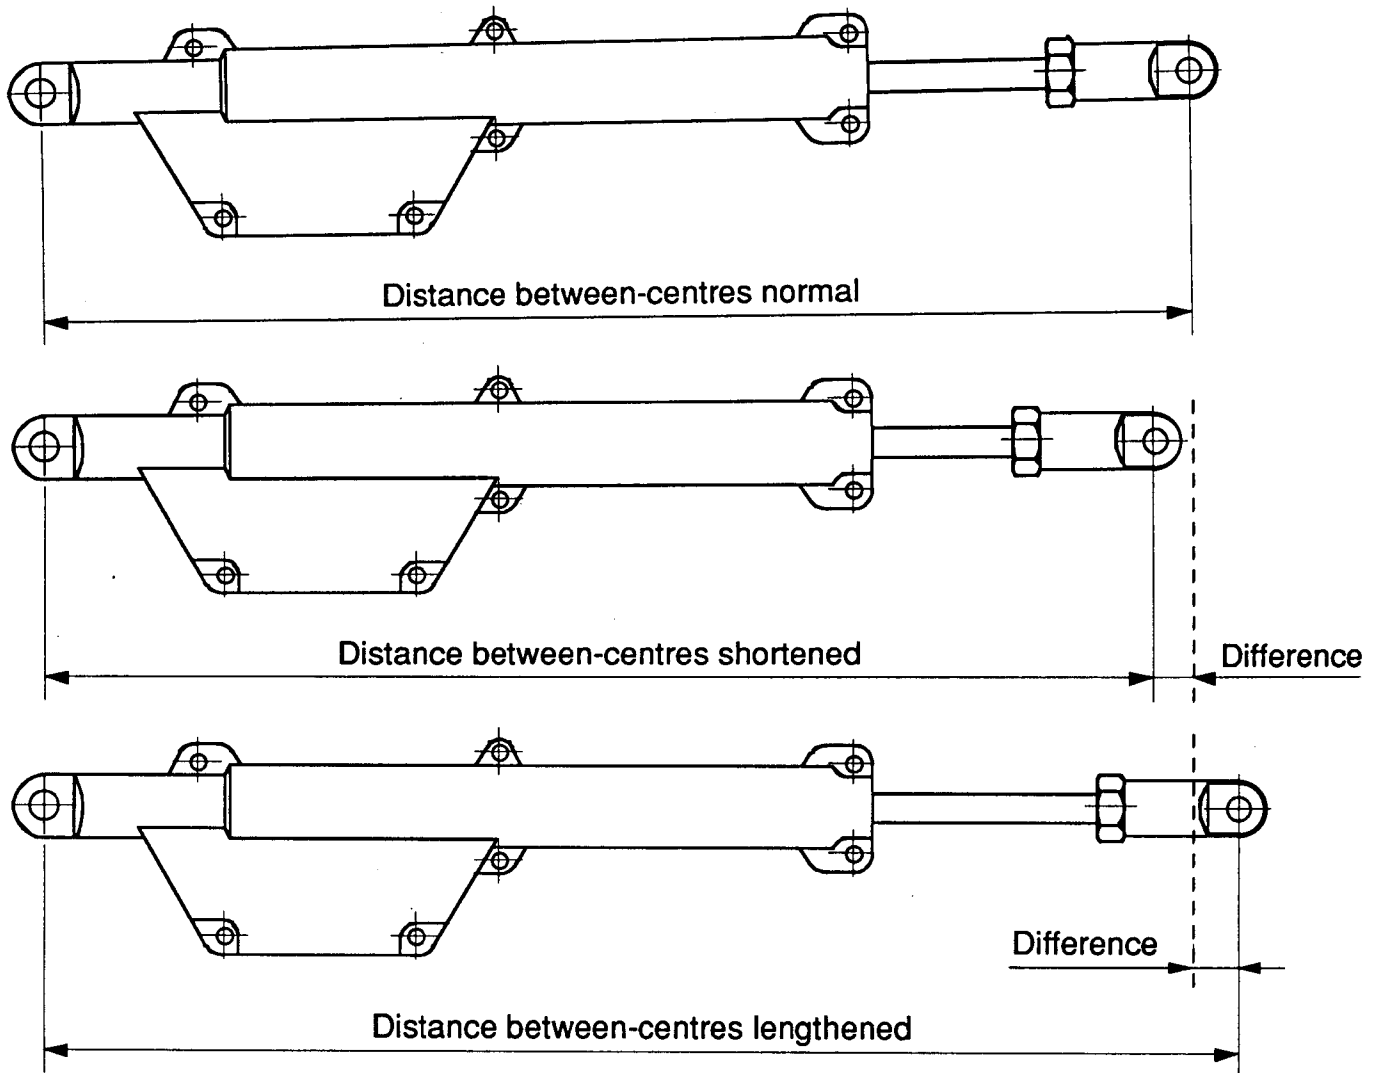 Distance between-centres normal
Distance between-centres shortened
Difference
Difference
Distance between-centres lengthened